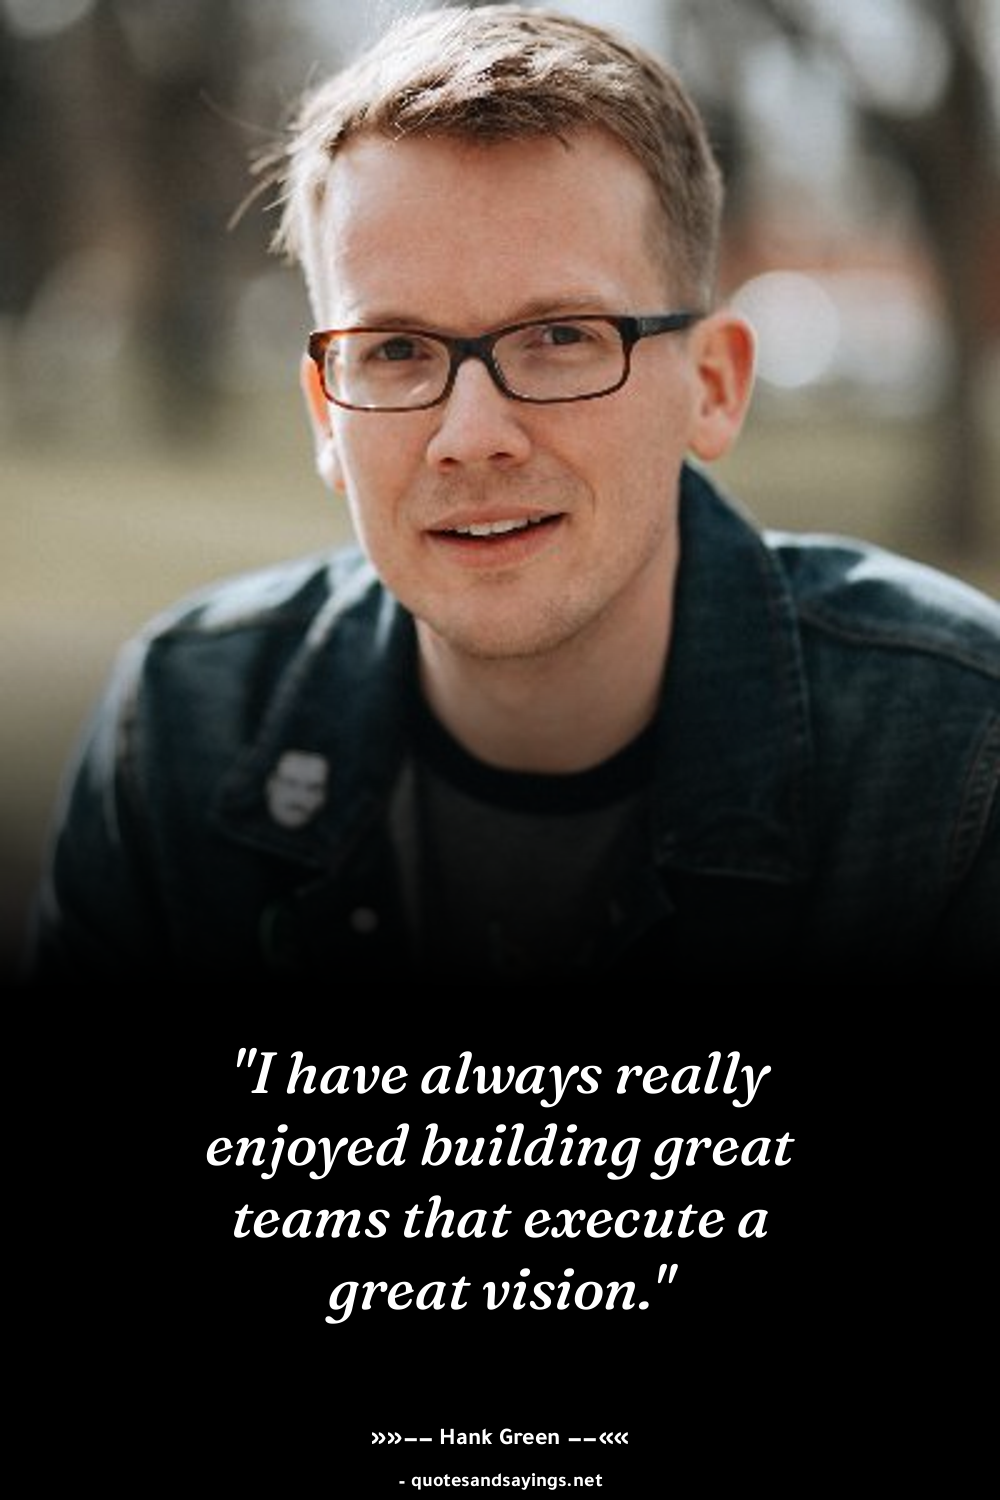 "I have always really
enjoyed building great
teams that execute a
great vision."
»»−− Hank Green −−««
- quotesandsayings.net